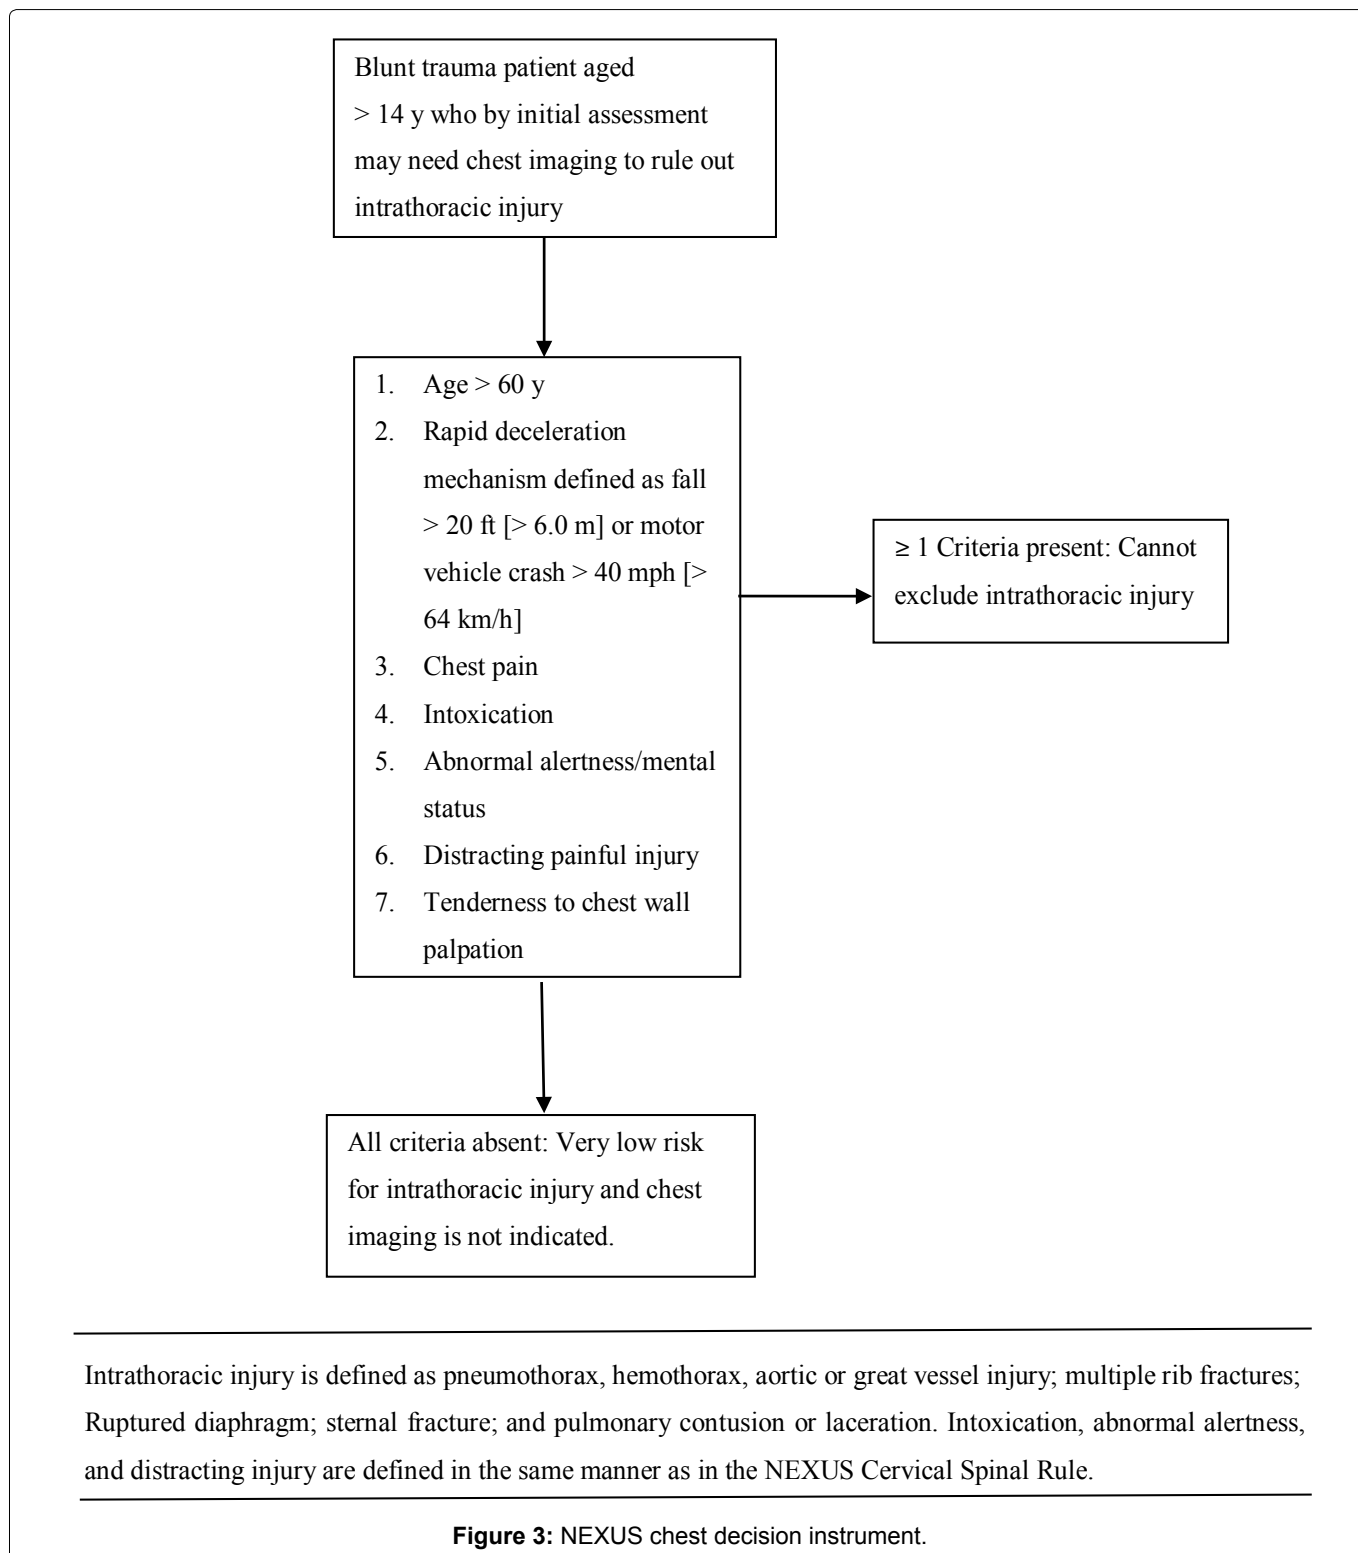 Blunt trauma patient aged
> 14 y who by initial assessment
may need chest imaging to rule out
intrathoracic injury
1. Age > 60 y
2. Rapid deceleration
mechanism defined as fall
> 20 ft [> 6.0 m] or motor
vehicle crash > 40 mph [>
64 km/h]
3. Chest pain
4. Intoxication
5. Abnormal alertness/mental
status
6. Distracting painful injury
7. Tenderness to chest wall
palpation
≥ 1 Criteria present: Cannot
exclude intrathoracic injury
All criteria absent: Very low risk
for intrathoracic injury and chest
imaging is not indicated.
Intrathoracic injury is defined as pneumothorax, hemothorax, aortic or great vessel injury; multiple rib fractures;
Ruptured diaphragm; sternal fracture; and pulmonary contusion or laceration. Intoxication, abnormal alertness,
and distracting injury are defined in the same manner as in the NEXUS Cervical Spinal Rule.
Figure 3: NEXUS chest decision instrument.